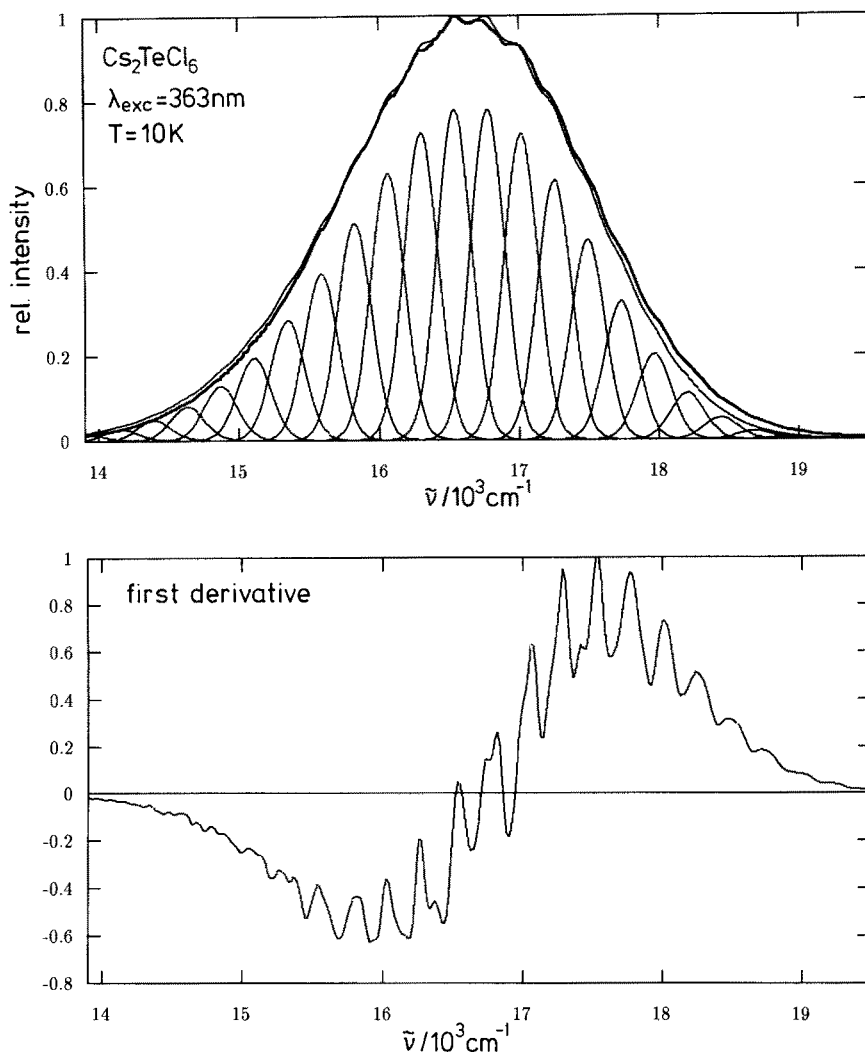 1
Cs₂TeCl₆
λexc=363nm
T=10K
0.8
0.6
0.4
0.2
0
rel. intensity
14 15 16 17 18 19
ṽ/10³cm⁻¹
1
first derivative
0.8
0.6
0.4
0.2
0
-0.2
-0.4
-0.6
-0.8
14 15 16 17 18 19
ṽ/10³cm⁻¹